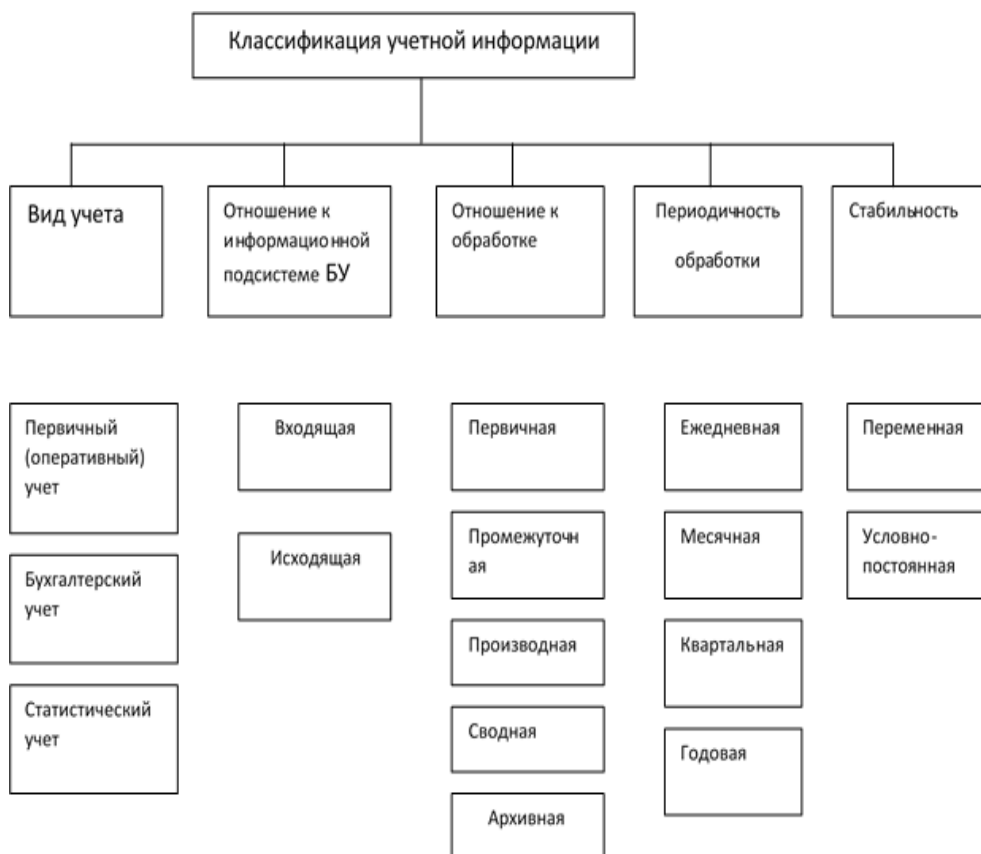 Классификация учетной информации
Вид учета
Отношение к
информационной
подсистеме БУ
Отношение к
обработке
Периодичность
обработки
Стабильность
Первичный
(оперативный)
учет
Бухгалтерский
учет
Статистический
учет
Входящая
Исходящая
Первичная
Промежуточн
ая
Производная
Сводная
Архивная
Ежедневная
Месячная
Квартальная
Годовая
Переменная
Условно-
постоянная